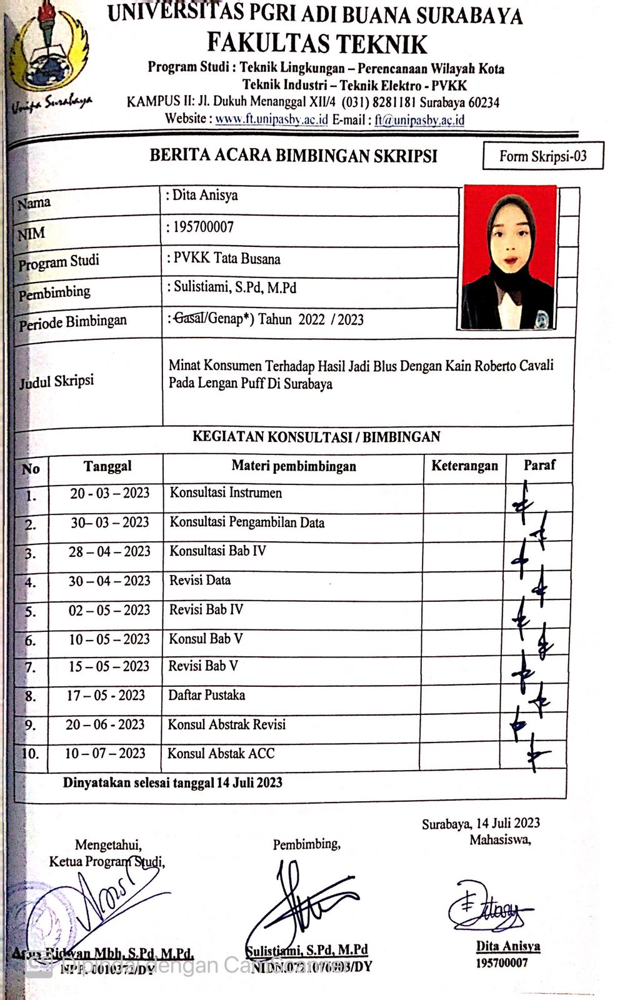 UNIVERSITAS PGRI ADI BUANA SURABAYA
FAKULTAS TEKNIK
Program Studi : Teknik Lingkungan – Perencanaan Wilayah Kota
Teknik Industri – Teknik Elektro - PVKK
KAMPUS II: Jl. Dukuh Menanggal XII/4 (031) 8281181 Surabaya 60234
Website : www.ft.unipasby.ac.id E-mail : ft@unipasby.ac.id
Unipa Surabaya
BERITA ACARA BIMBINGAN SKRIPSI
Form Skripsi-03
Nama : Dita Anisya
NIM : 195700007
Program Studi : PVKK Tata Busana
Pembimbing : Sulistiami, S.Pd, M.Pd
Periode Bimbingan : Gasal/Genap*) Tahun 2022 / 2023
Judul Skripsi Minat Konsumen Terhadap Hasil Jadi Blus Dengan Kain Roberto Cavali
Pada Lengan Puff Di Surabaya
KEGIATAN KONSULTASI / BIMBINGAN
No Tanggal Materi pembimbingan Keterangan Paraf
1. 20 - 03 – 2023 Konsultasi Instrumen
2. 30– 03 – 2023 Konsultasi Pengambilan Data
3. 28 – 04 – 2023 Konsultasi Bab IV
4. 30 – 04 – 2023 Revisi Data
5. 02 – 05 – 2023 Revisi Bab IV
6. 10 – 05 – 2023 Konsul Bab V
7. 15 – 05 – 2023 Revisi Bab V
8. 17 – 05 - 2023 Daftar Pustaka
9. 20 – 06 - 2023 Konsul Abstrak Revisi
10. 10 – 07 – 2023 Konsul Abstak ACC
Dinyatakan selesai tanggal 14 Juli 2023
Surabaya, 14 Juli 2023
Mengetahui,
Ketua Program Studi,
Pembimbing,
Mahasiswa,
Agus Ridwan Mbh, S.Pd, M.Pd.
NPP. 0010372/DY
Sulistiami, S.Pd, M.Pd
/DY
Dita Anisya
195700007
CS Dipindai dengan CamScanner